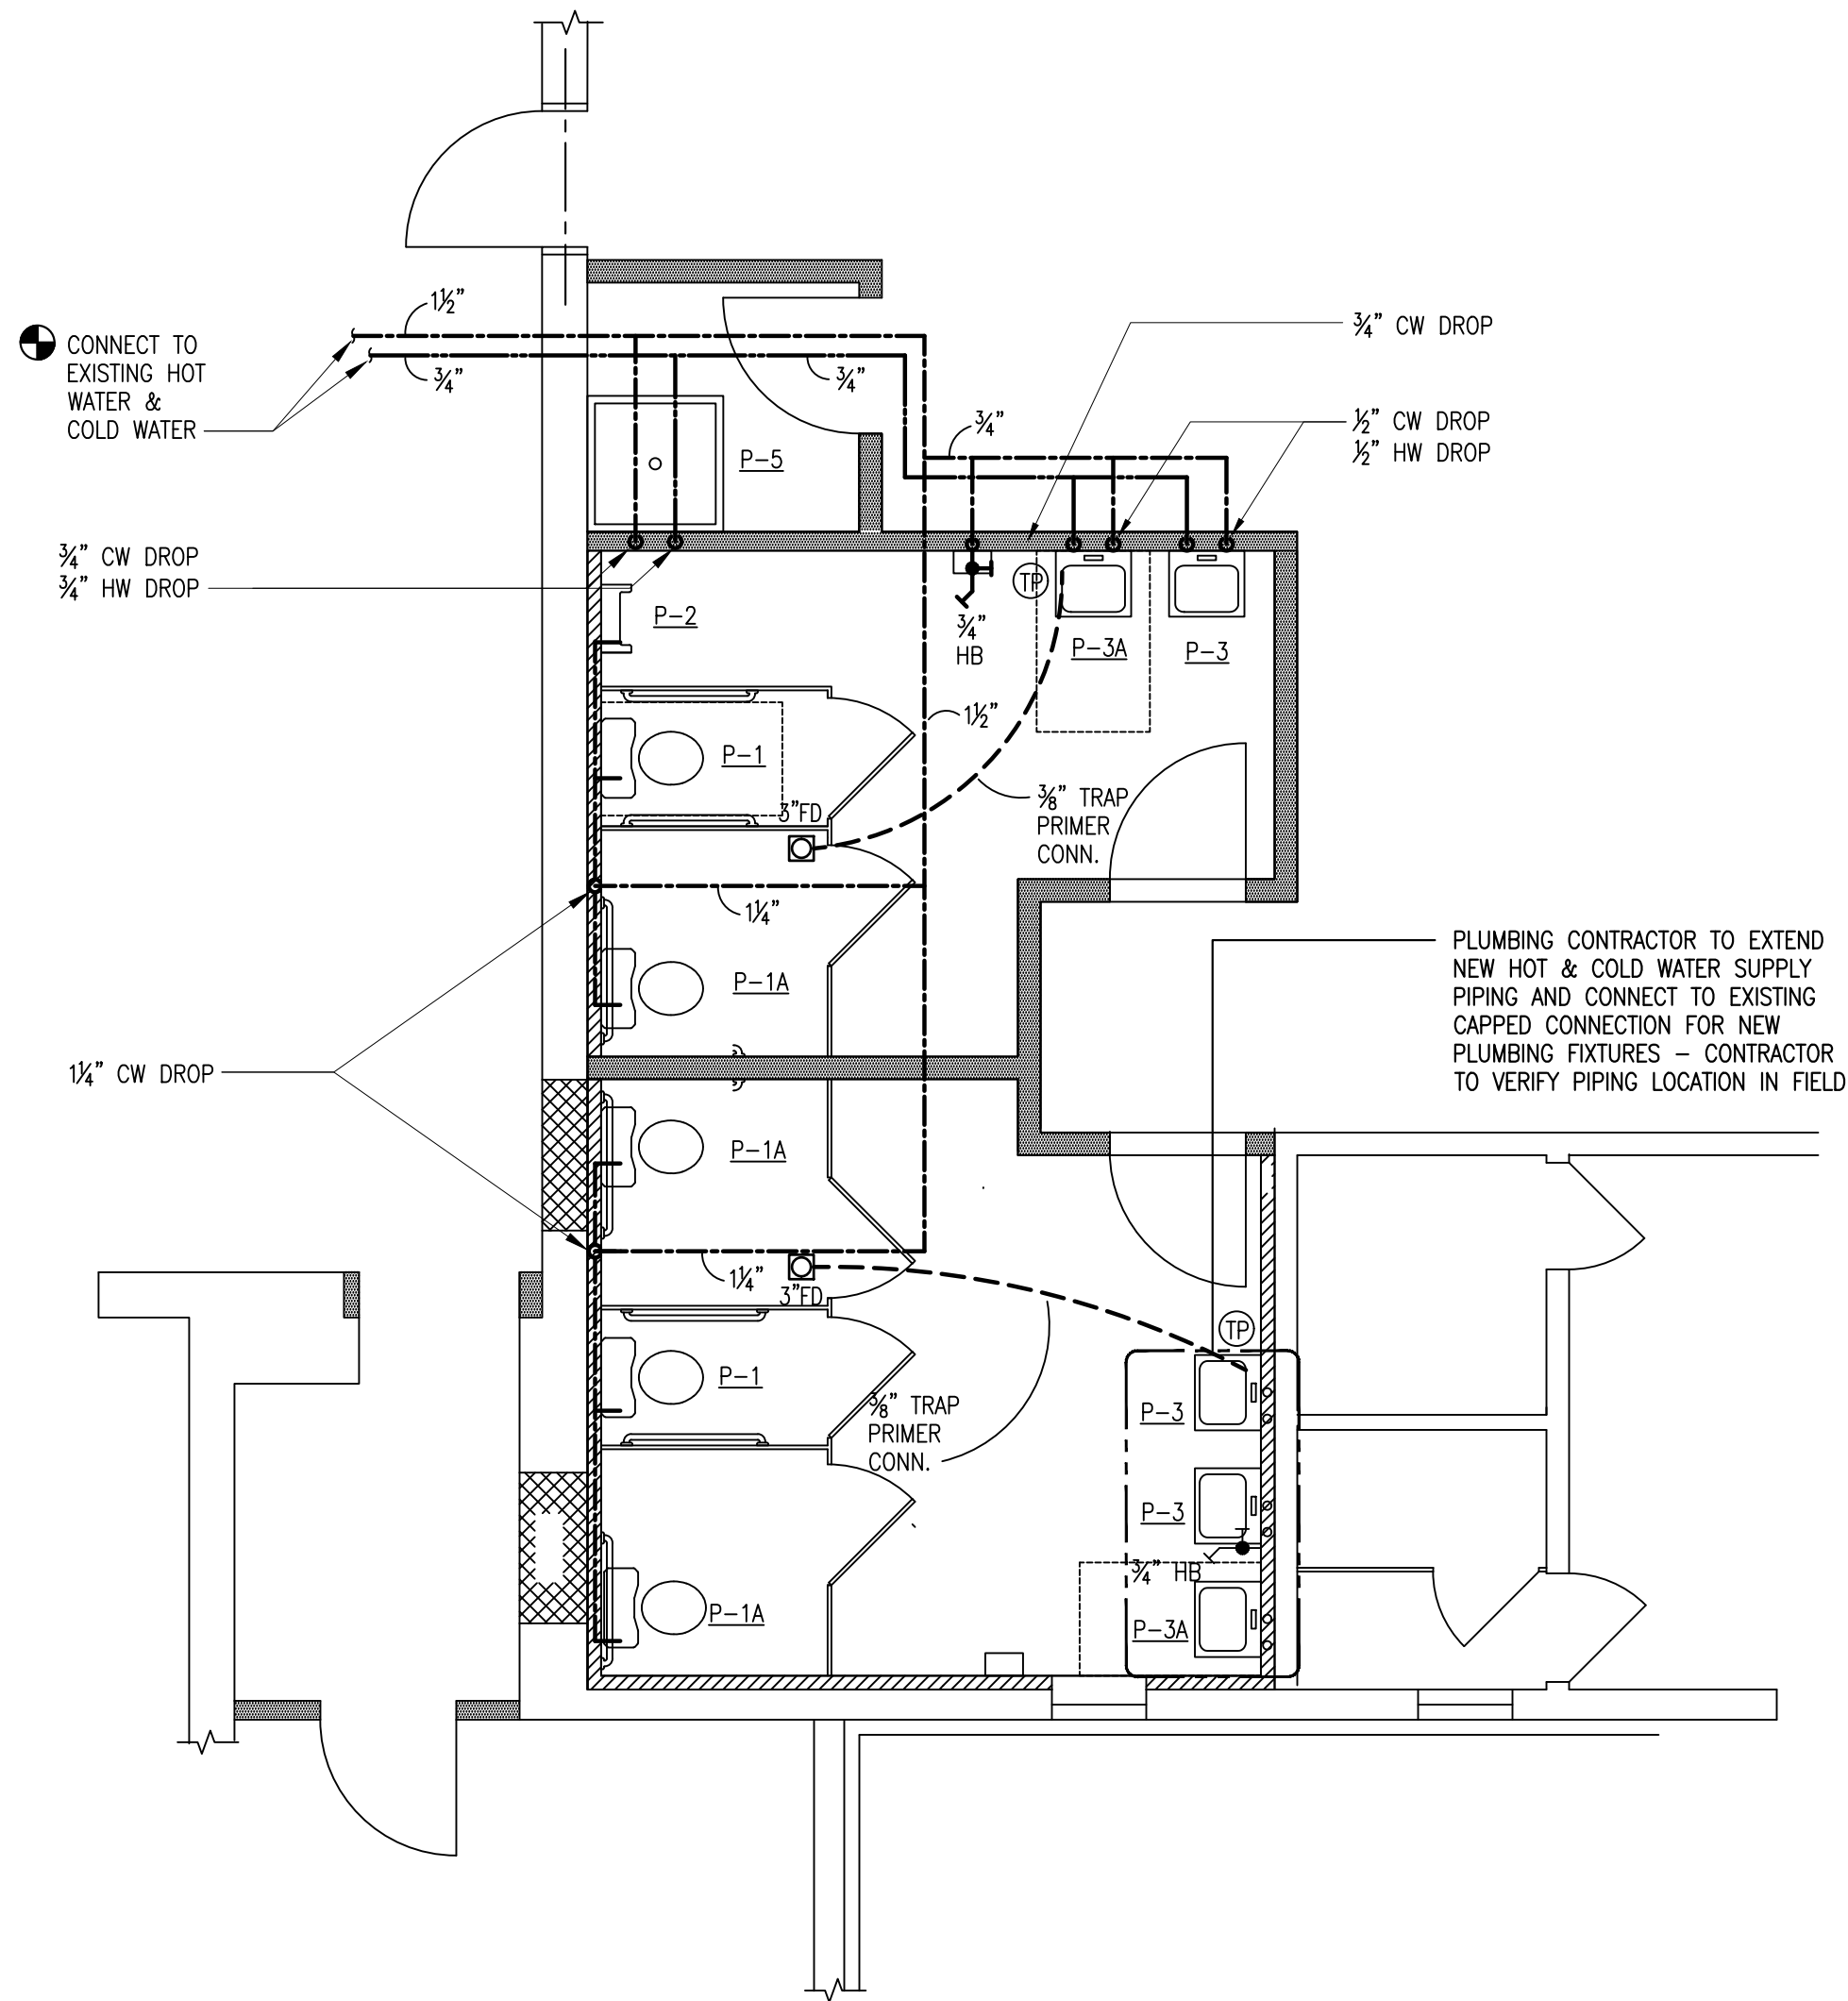 1½"
CONNECT TO
EXISTING HOT
WATER &
COLD WATER
¾"
¾"
¾" CW DROP
¾"
½" CW DROP
½" HW DROP
P-5
¾" CW DROP
¾" HW DROP
P-2
TP
¾"
HB
P-3A
P-3
1½"
P-1
3"FD
⅜" TRAP
PRIMER
CONN.
1¼"
P-1A
PLUMBING CONTRACTOR TO EXTEND
NEW HOT & COLD WATER SUPPLY
PIPING AND CONNECT TO EXISTING
CAPPED CONNECTION FOR NEW
PLUMBING FIXTURES – CONTRACTOR
TO VERIFY PIPING LOCATION IN FIELD
1¼" CW DROP
P-1A
1¼"
3"FD
TP
P-1
⅜" TRAP
PRIMER
CONN.
P-3
P-3
¾" HB
P-1A
P-3A